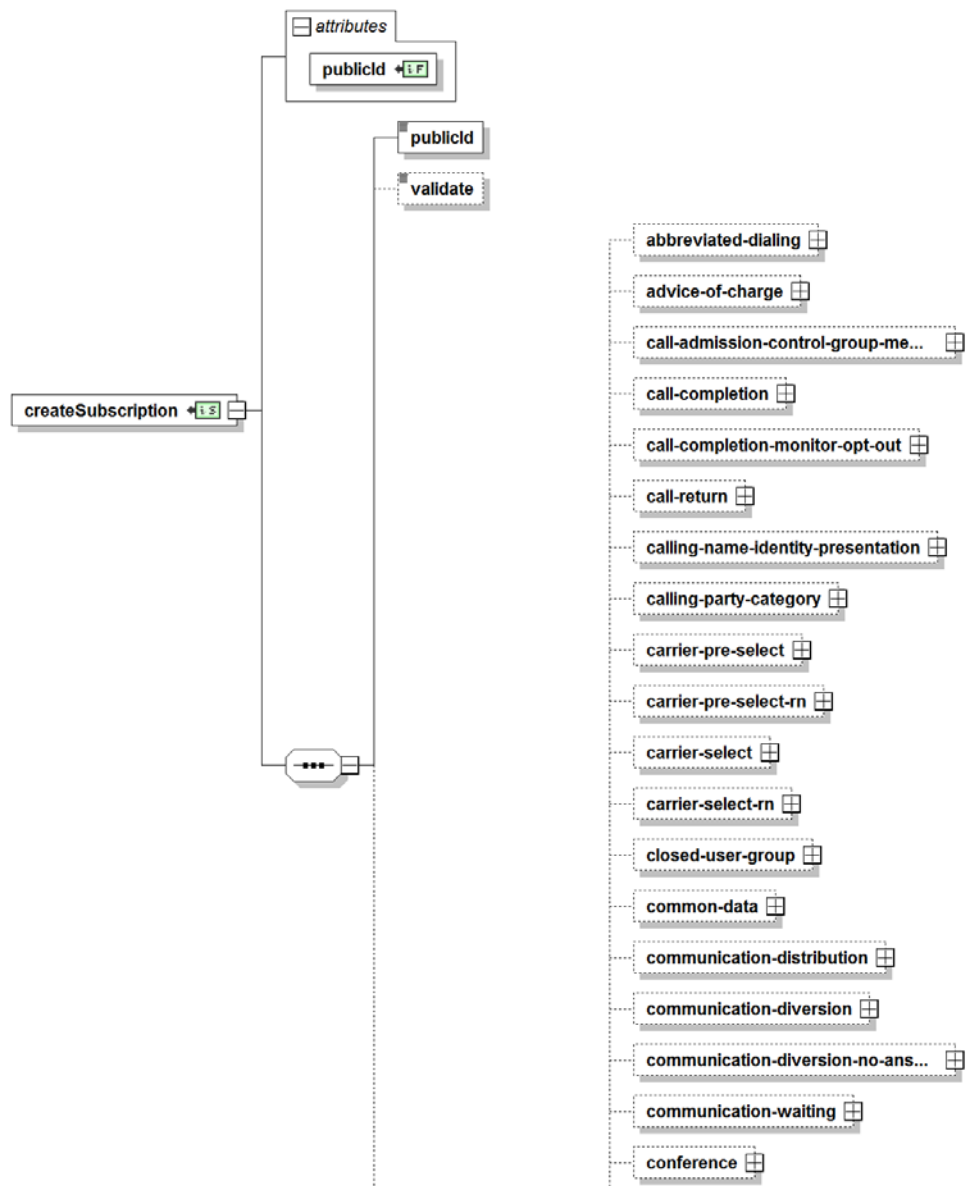 attributes
publicId iF
publicId
validate
abbreviated-dialing
advice-of-charge
call-admission-control-group-me...
call-completion
createSubscription iS
call-completion-monitor-opt-out
call-return
calling-name-identity-presentation
calling-party-category
carrier-pre-select
carrier-pre-select-rn
carrier-select
carrier-select-rn
closed-user-group
common-data
communication-distribution
communication-diversion
communication-diversion-no-ans...
communication-waiting
conference